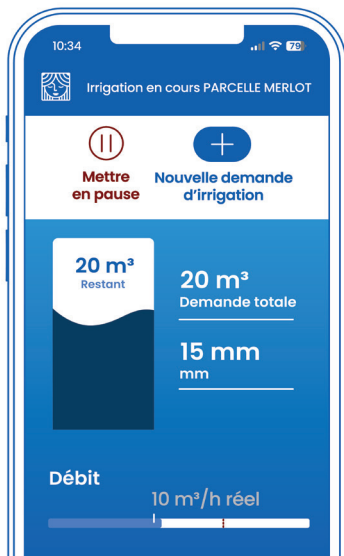 10:34
79
Irrigation en cours PARCELLE MERLOT
Mettre
en pause
Nouvelle demande
d'irrigation
20 m³
Restant
20 m³
Demande totale
15 mm
mm
Débit
10 m³/h réel